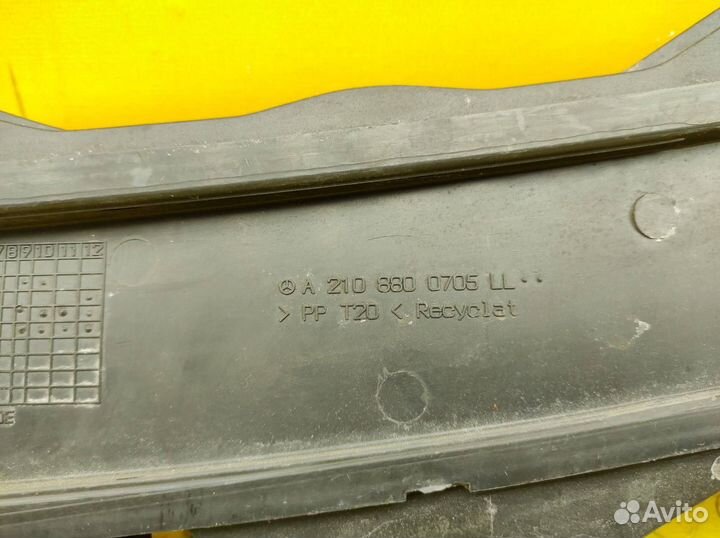 7 8 9 10 11 12
A 210 880 0705 LL
> PP T20 < Recyclat
Avito